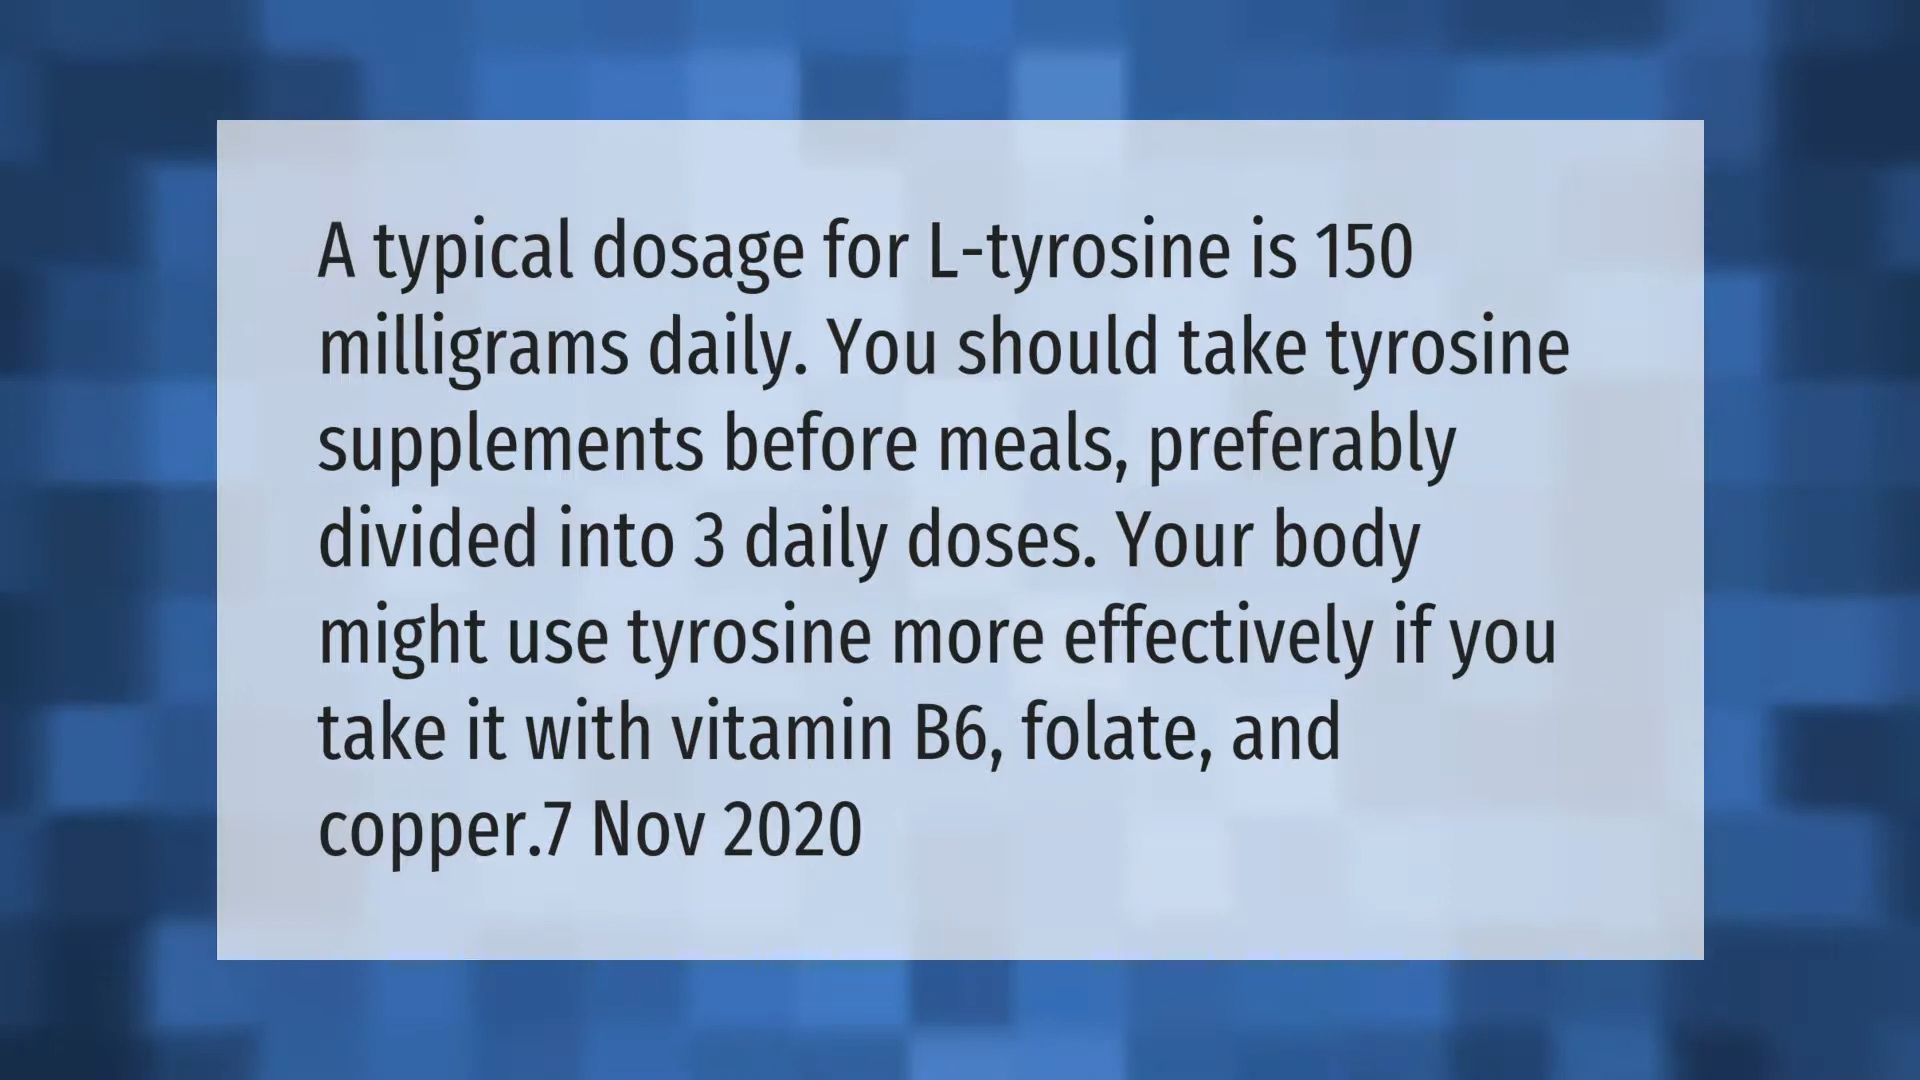 A typical dosage for L-tyrosine is 150
milligrams daily. You should take tyrosine
supplements before meals, preferably
divided into 3 daily doses. Your body
might use tyrosine more effectively if you
take it with vitamin B6, folate, and
copper.7 Nov 2020